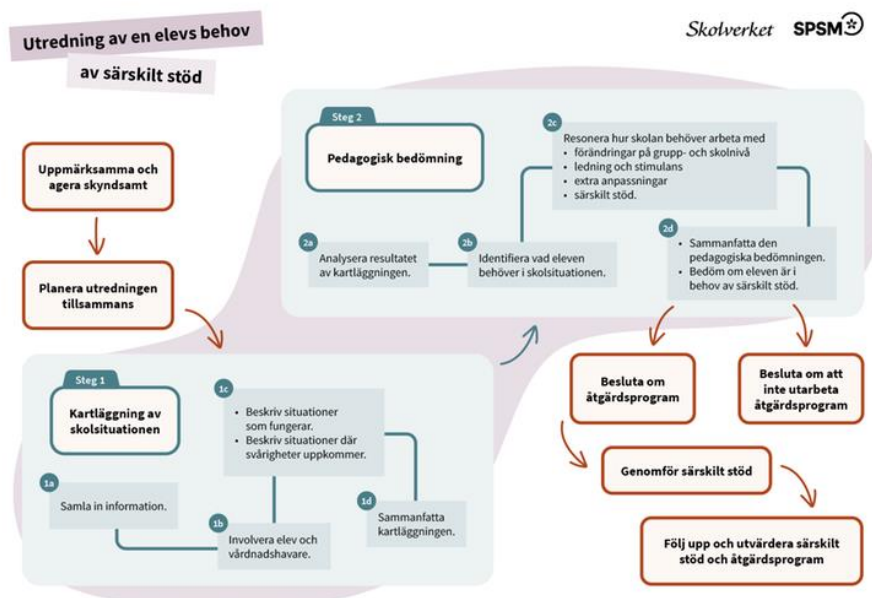 Utredning av en elevs behov
av särskilt stöd
Skolverket
SPSM
Uppmärksamma och
agera skyndsamt
Planera utredningen
tillsammans
Steg 1
Kartläggning av
skolsituationen
1a
Samla in information.
1b
Involvera elev och
vårdnadshavare.
1c
• Beskriv situationer
som fungerar.
• Beskriv situationer där
svårigheter uppkommer.
1d
Sammanfatta
kartläggningen.
Steg 2
Pedagogisk bedömning
2a
Analysera resultatet
av kartläggningen.
2b
Identifiera vad eleven
behöver i skolsituationen.
2c
Resonera hur skolan behöver arbeta med
• förändringar på grupp- och skolnivå
• ledning och stimulans
• extra anpassningar
• särskilt stöd.
2d
• Sammanfatta den
pedagogiska bedömningen.
• Bedöm om eleven är i
behov av särskilt stöd.
Besluta om
åtgärdsprogram
Besluta om att
inte utarbeta
åtgärdsprogram
Genomför särskilt stöd
Följ upp och utvärdera särskilt
stöd och åtgärdsprogram